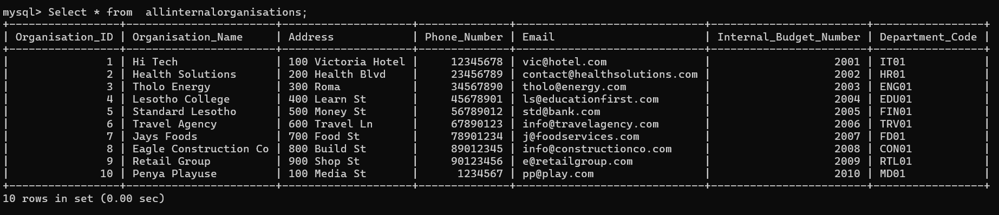 mysql> Select * from  allinternalorganisations;
+-----------------+-----------------------+--------------------+--------------+-----------------------------+------------------------+-----------------+
| Organisation_ID | Organisation_Name     | Address            | Phone_Number | Email                       | Internal_Budget_Number | Department_Code |
+-----------------+-----------------------+--------------------+--------------+-----------------------------+------------------------+-----------------+
|               1 | Hi Tech               | 100 Victoria Hotel |     12345678 | vic@hotel.com               |                   2001 | IT01            |
|               2 | Health Solutions      | 200 Health Blvd    |     23456789 | contact@healthsolutions.com |                   2002 | HR01            |
|               3 | Tholo Energy          | 300 Roma           |     34567890 | tholo@energy.com            |                   2003 | ENG01           |
|               4 | Lesotho College       | 400 Learn St       |     45678901 | ls@educationfirst.com       |                   2004 | EDU01           |
|               5 | Standard Lesotho      | 500 Money St       |     56789012 | std@bank.com                |                   2005 | FIN01           |
|               6 | Travel Agency         | 600 Travel Ln      |     67890123 | info@travelagency.com       |                   2006 | TRV01           |
|               7 | Jays Foods            | 700 Food St        |     78901234 | j@foodservices.com          |                   2007 | FD01            |
|               8 | Eagle Construction Co | 800 Build St       |     89012345 | info@constructionco.com     |                   2008 | CON01           |
|               9 | Retail Group          | 900 Shop St        |     90123456 | e@retailgroup.com           |                   2009 | RTL01           |
|              10 | Penya Playuse         | 100 Media St       |      1234567 | pp@play.com                 |                   2010 | MD01            |
+-----------------+-----------------------+--------------------+--------------+-----------------------------+------------------------+-----------------+
10 rows in set (0.00 sec)